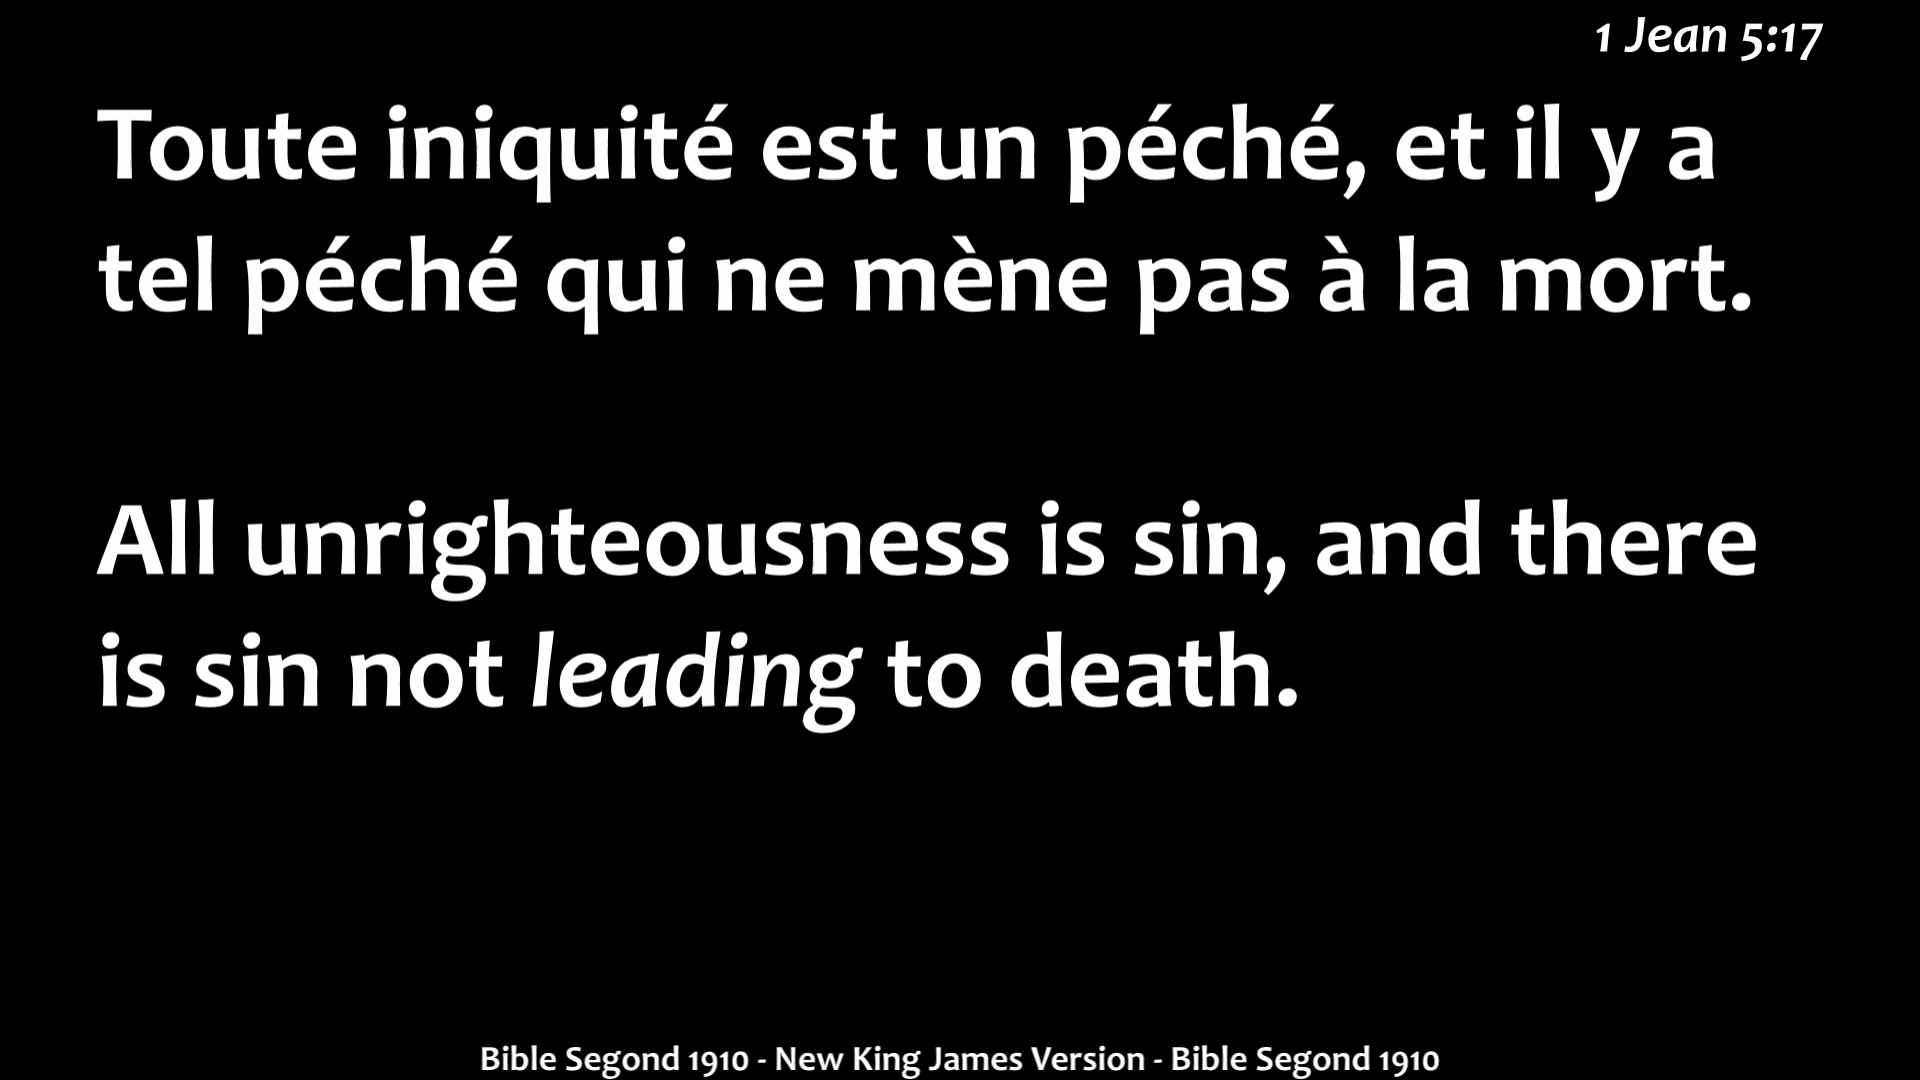 1 Jean 5:17
Toute iniquité est un péché, et il y a
tel péché qui ne mène pas à la mort.
All unrighteousness is sin, and there
is sin not leading to death.
Bible Segond 1910 - New King James Version - Bible Segond 1910